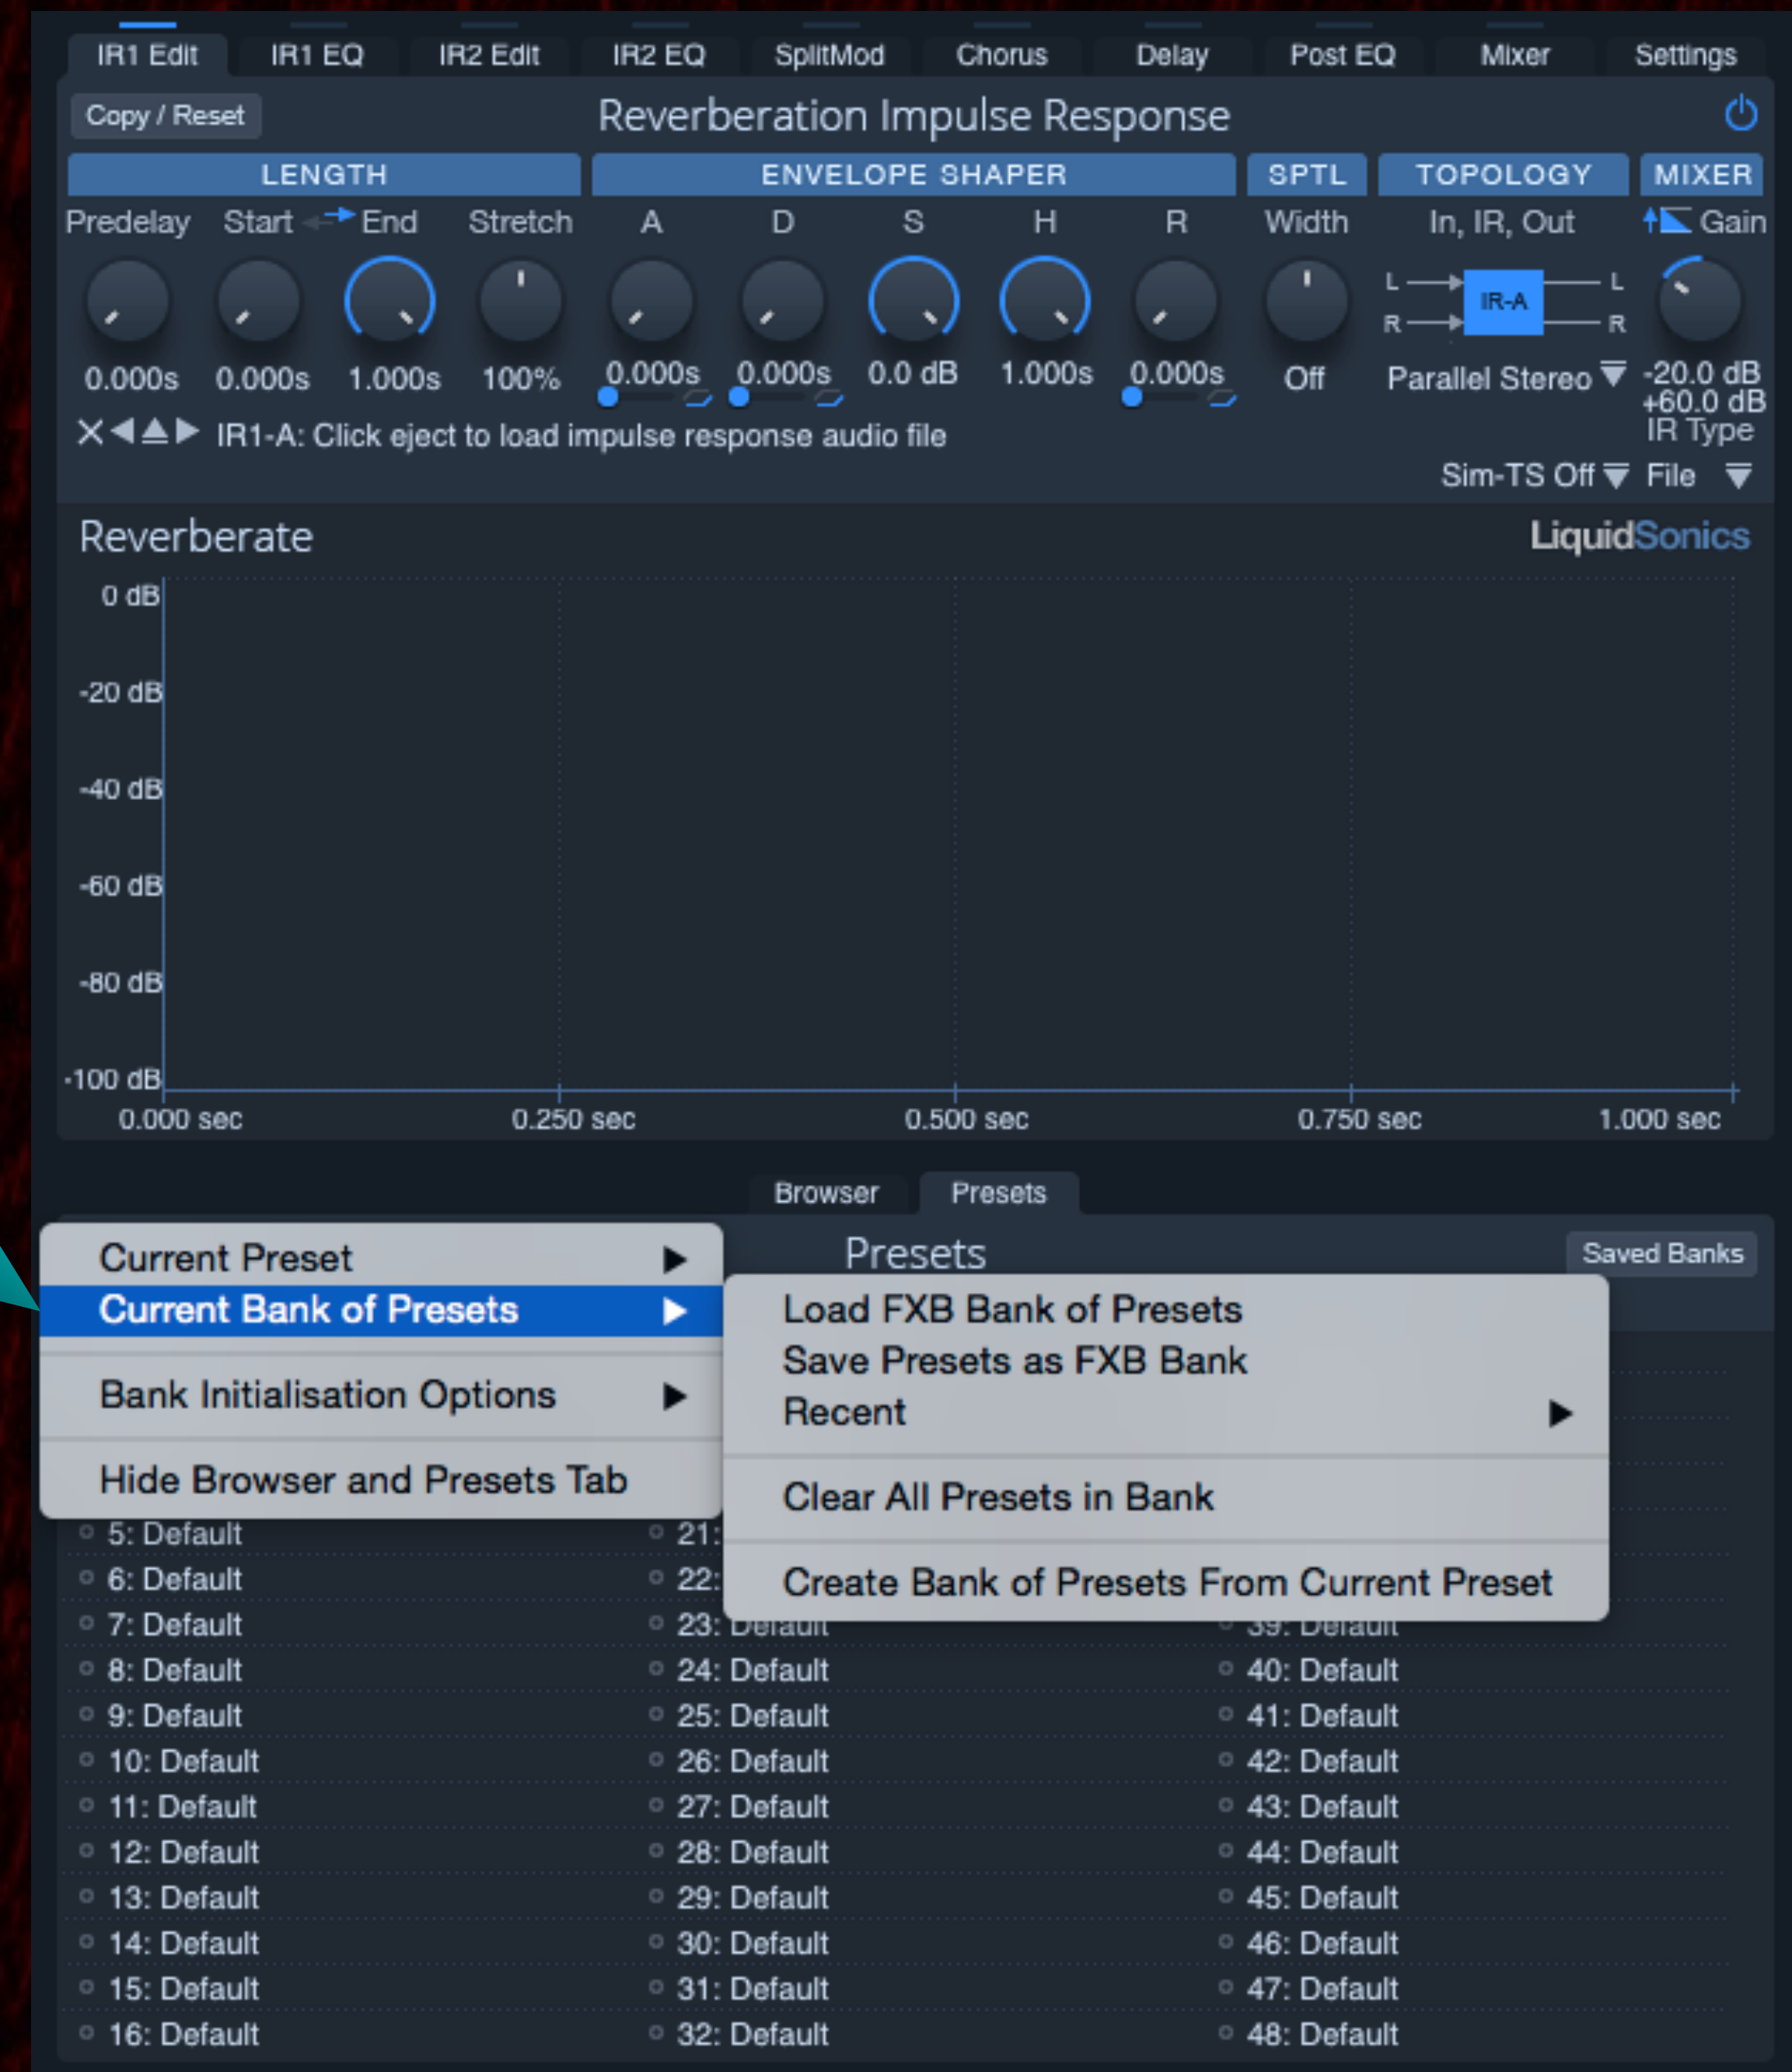 IR1 Edit IR1 EQ IR2 Edit IR2 EQ SplitMod Chorus Delay Post EQ Mixer Settings
Copy / Reset Reverberation Impulse Response
LENGTH ENVELOPE SHAPER SPTL TOPOLOGY MIXER
Predelay Start End Stretch A D S H R Width In, IR, Out Gain
L IR-A L
R R
0.000s 0.000s 1.000s 100% 0.000s 0.000s 0.0 dB 1.000s 0.000s Off Parallel Stereo -20.0 dB
+60.0 dB
IR1-A: Click eject to load impulse response audio file IR Type
Sim-TS Off File
Reverberate LiquidSonics
0 dB
-20 dB
-40 dB
-60 dB
-80 dB
-100 dB
0.000 sec 0.250 sec 0.500 sec 0.750 sec 1.000 sec
Browser Presets
Presets Saved Banks
Current Preset
Current Bank of Presets
Bank Initialisation Options
Hide Browser and Presets Tab
Load FXB Bank of Presets
Save Presets as FXB Bank
Recent
Clear All Presets in Bank
Create Bank of Presets From Current Preset
5: Default 21:
6: Default 22:
7: Default 23: Default 39: Default
8: Default 24: Default 40: Default
9: Default 25: Default 41: Default
10: Default 26: Default 42: Default
11: Default 27: Default 43: Default
12: Default 28: Default 44: Default
13: Default 29: Default 45: Default
14: Default 30: Default 46: Default
15: Default 31: Default 47: Default
16: Default 32: Default 48: Default